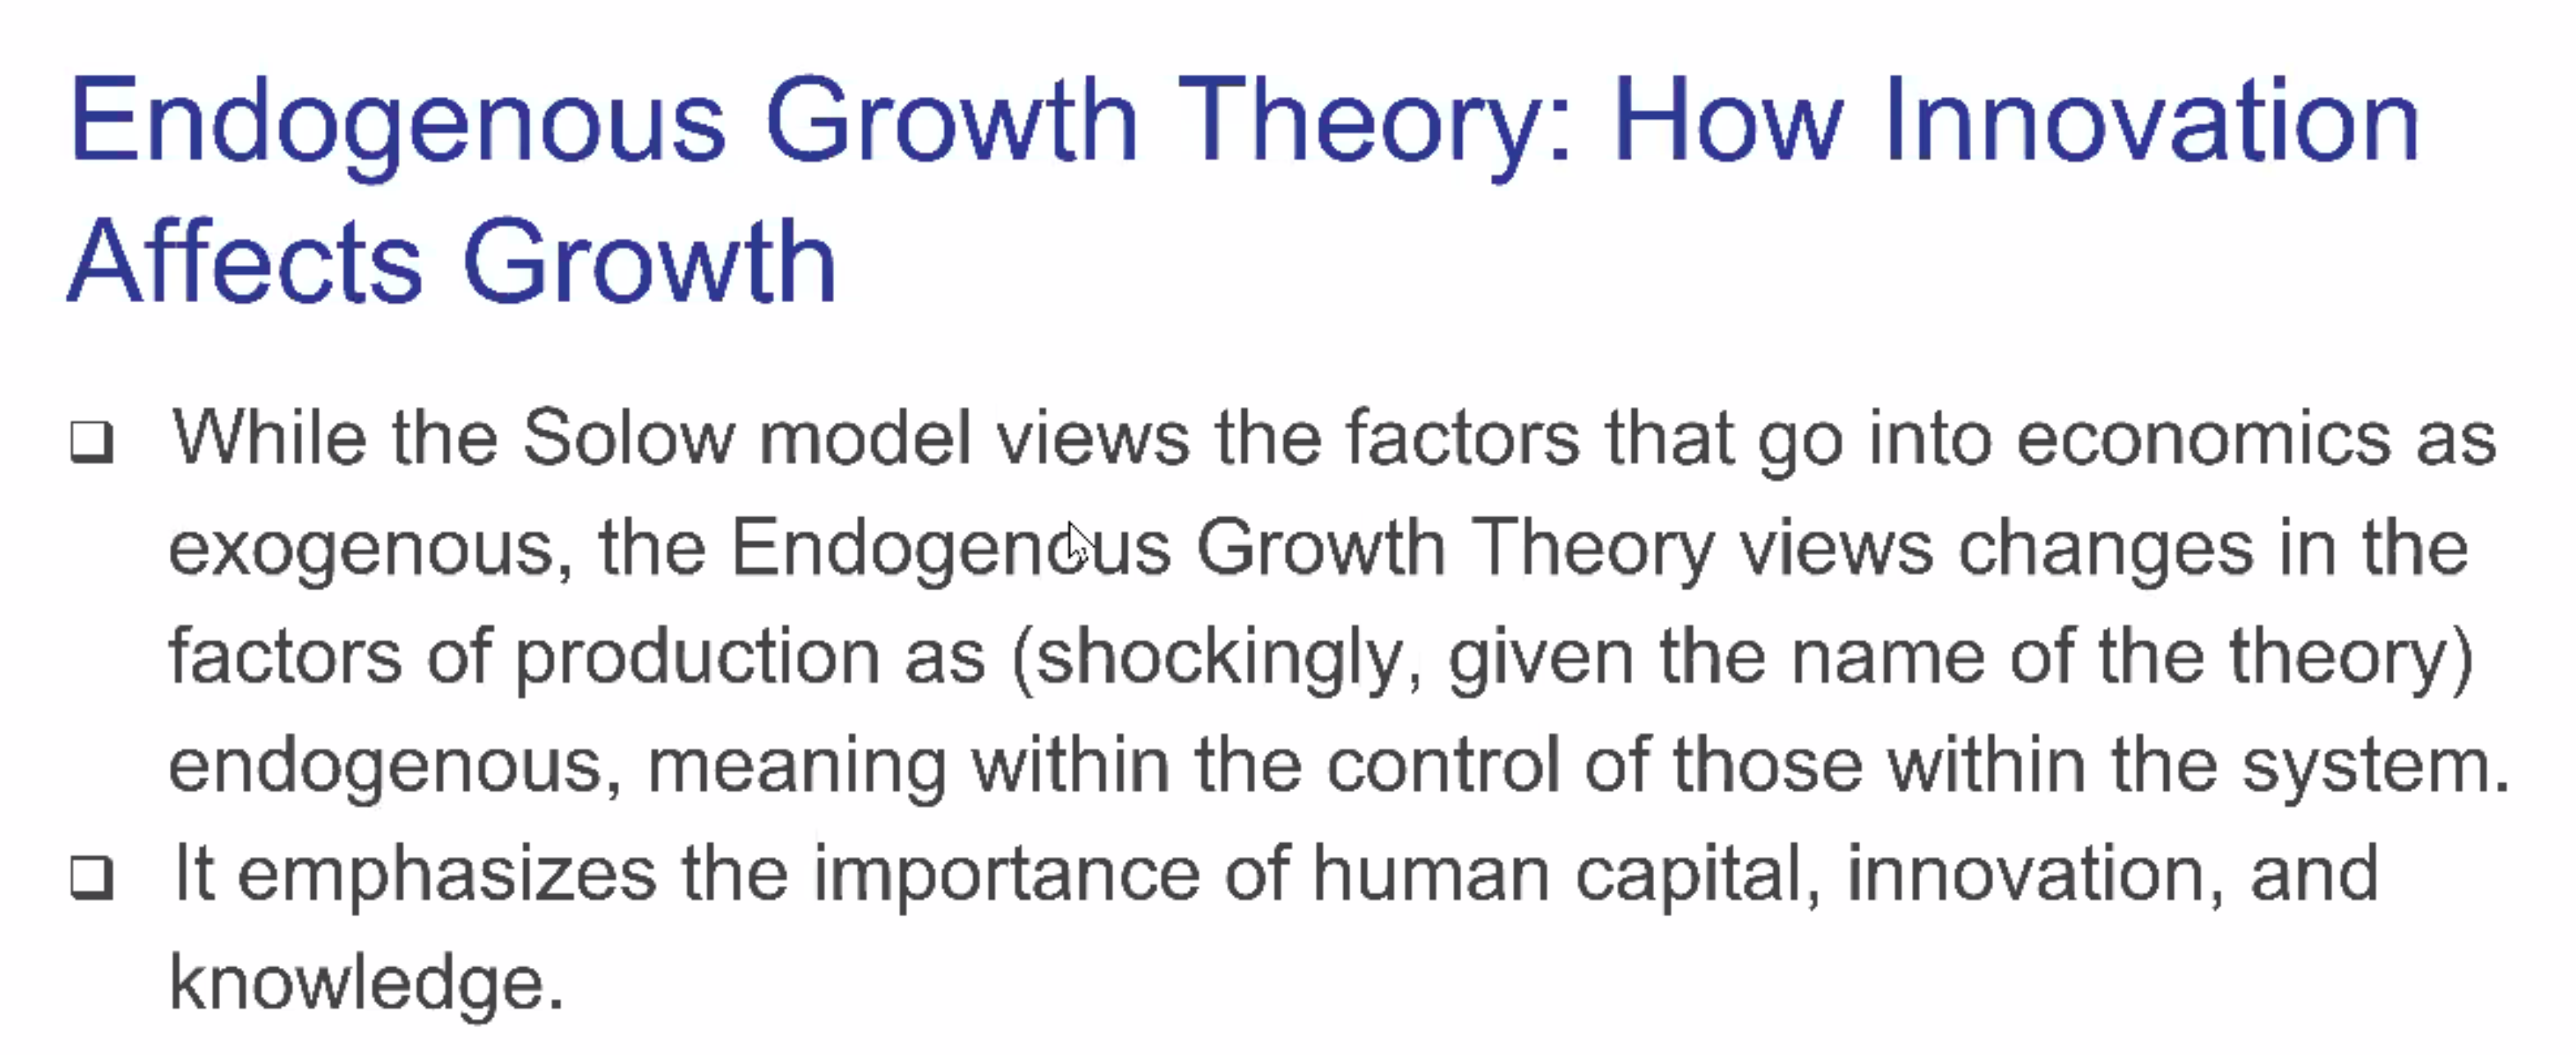 Endogenous Growth Theory: How Innovation
Affects Growth
❑ While the Solow model views the factors that go into economics as
exogenous, the Endogenous Growth Theory views changes in the
factors of production as (shockingly, given the name of the theory)
endogenous, meaning within the control of those within the system.
❑ It emphasizes the importance of human capital, innovation, and
knowledge.